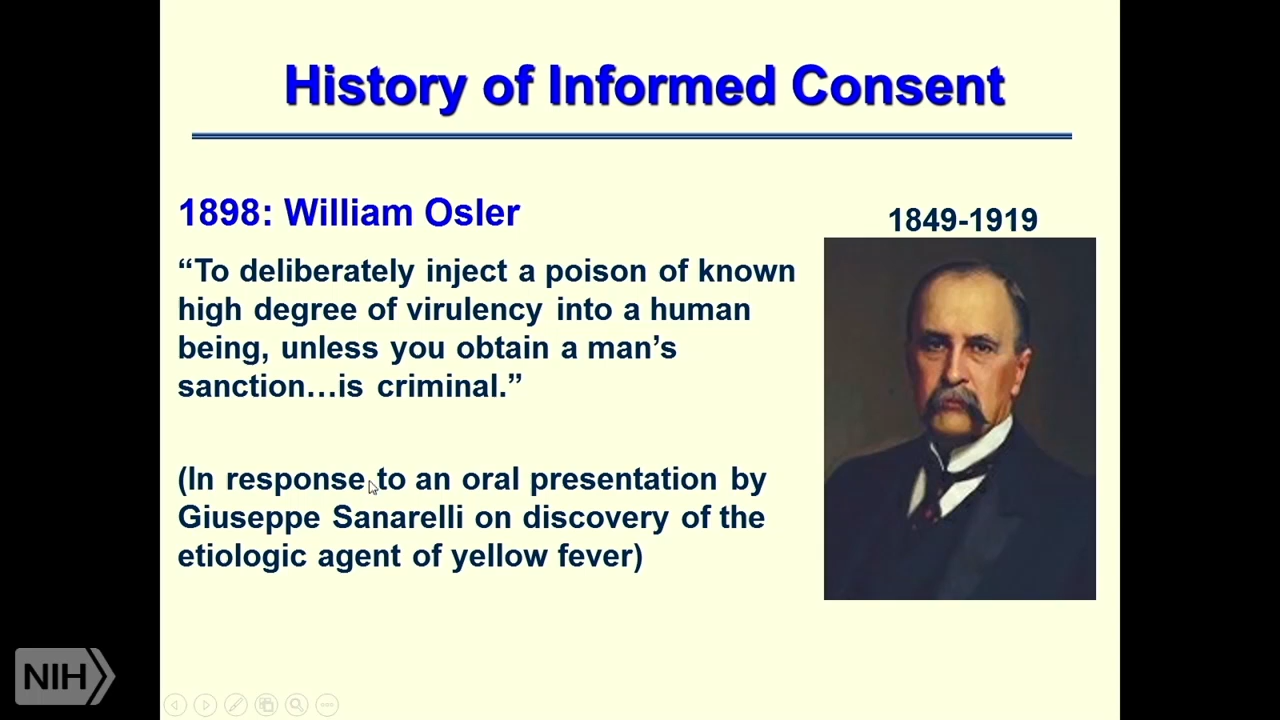 History of Informed Consent
1898: William Osler
1849-1919
“To deliberately inject a poison of known
high degree of virulency into a human
being, unless you obtain a man’s
sanction…is criminal.”
(In response to an oral presentation by
Giuseppe Sanarelli on discovery of the
etiologic agent of yellow fever)
NIH